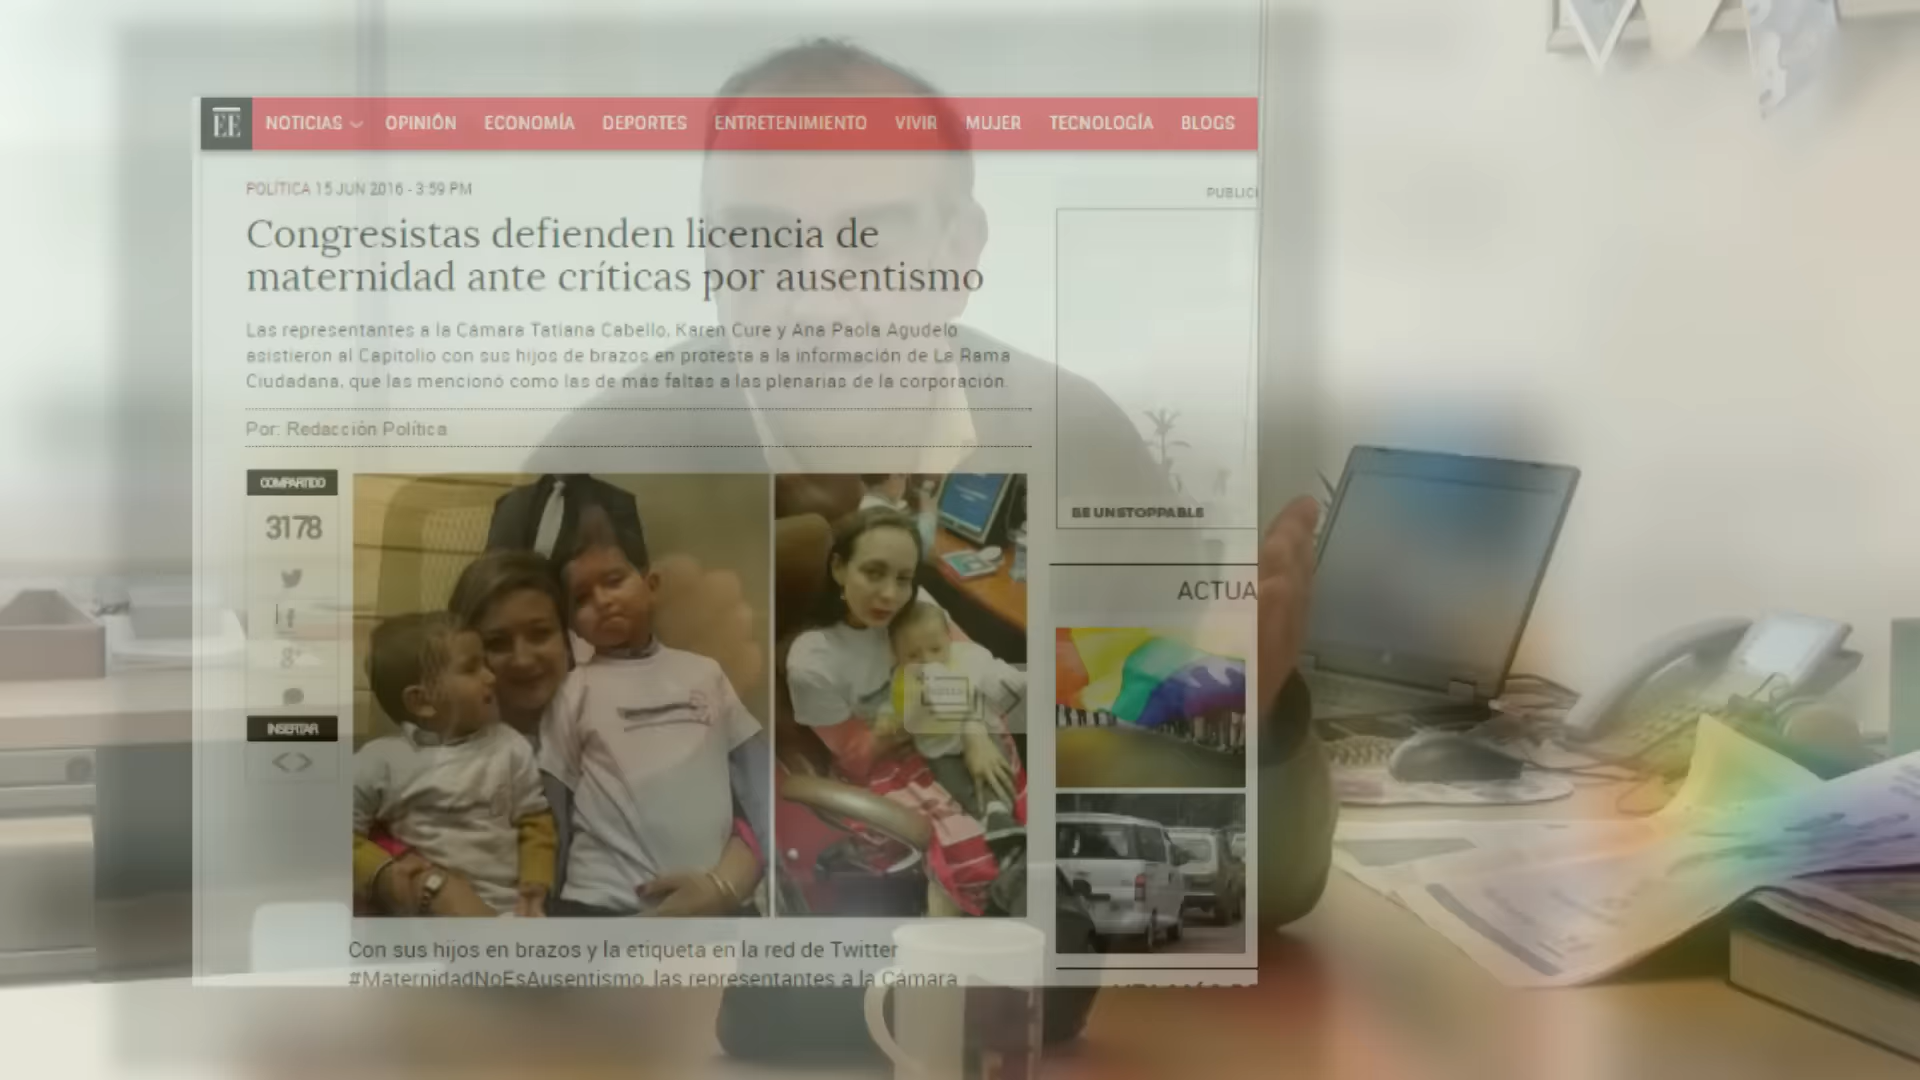 EE NOTICIAS OPINIÓN ECONOMÍA DEPORTES ENTRETENIMIENTO VIVIR MUJER TECNOLOGÍA BLOGS
POLÍTICA 15 JUN 2016 - 3:59 PM
PUBLICI
Congresistas defienden licencia de
maternidad ante críticas por ausentismo
Las representantes a la Cámara Tatiana Cabello, Karen Cure y Ana Paola Agudelo
asistieron al Capitolio con sus hijos de brazos en protesta a la información de La Rama
Ciudadana, que las mencionó como las de más faltas a las plenarias de la corporación.
Por: Redacción Política
COMPARTIDO
3178
INSERTAR
BE UNSTOPPABLE
ACTUA
Con sus hijos en brazos y la etiqueta en la red de Twitter
#MaternidadNoEsAusentismo, las representantes a la Cámara